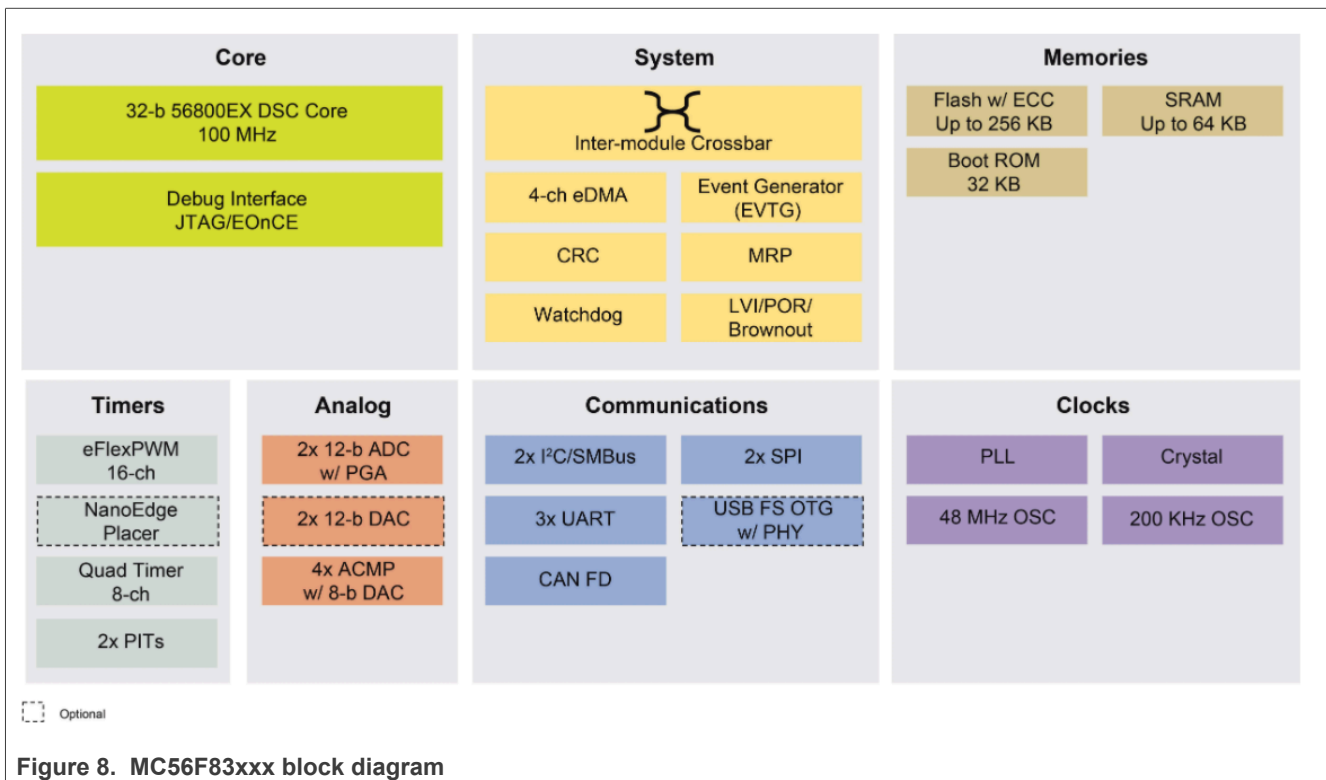 Core
32-b 56800EX DSC Core
100 MHz
Debug Interface
JTAG/EOnCE
System
Inter-module Crossbar
4-ch eDMA
Event Generator
(EVTG)
CRC
MRP
Watchdog
LVI/POR/
Brownout
Memories
Flash w/ ECC
Up to 256 KB
SRAM
Up to 64 KB
Boot ROM
32 KB
Timers
eFlexPWM
16-ch
NanoEdge
Placer
Quad Timer
8-ch
2x PITs
Analog
2x 12-b ADC
w/ PGA
2x 12-b DAC
4x ACMP
w/ 8-b DAC
Communications
2x I²C/SMBus
2x SPI
3x UART
USB FS OTG
w/ PHY
CAN FD
Clocks
PLL
Crystal
48 MHz OSC
200 KHz OSC
Optional
Figure 8. MC56F83xxx block diagram